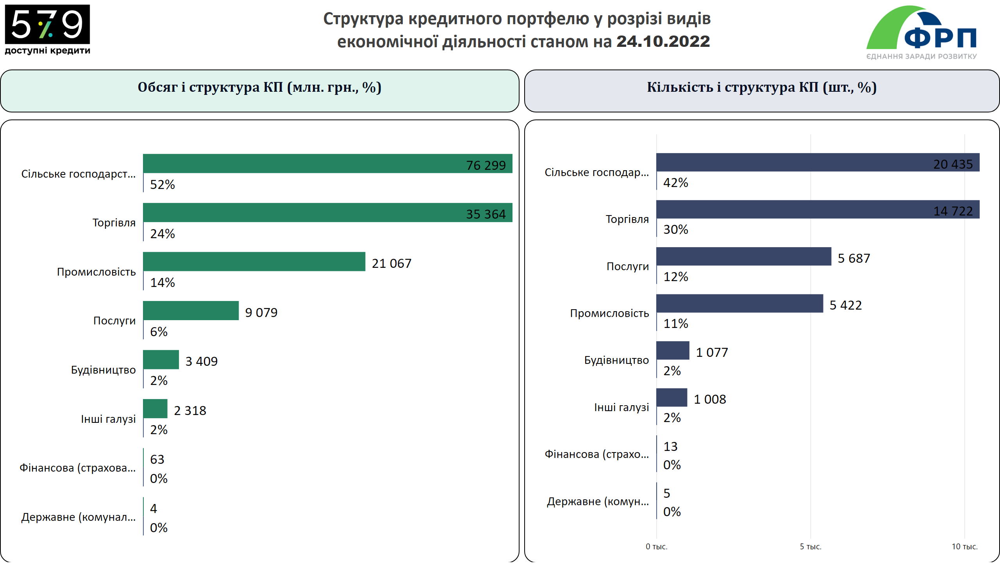 579
доступні кредити
Структура кредитного портфелю у розрізі видів
економічної діяльності станом на 24.10.2022
ФРП
ЄДНАННЯ ЗАРАДИ РОЗВИТКУ
Обсяг і структура КП (млн. грн., %)
Сільське господарст...
76 299
52%
Торгівля
35 364
24%
Промисловість
21 067
14%
Послуги
9 079
6%
Будівництво
3 409
2%
Інші галузі
2 318
2%
Фінансова (страхова...
63
0%
Державне (комунал...
4
0%
Кількість і структура КП (шт., %)
Сільське господар...
20 435
42%
Торгівля
14 722
30%
Послуги
5 687
12%
Промисловість
5 422
11%
Будівництво
1 077
2%
Інші галузі
1 008
2%
Фінансова (страхо...
13
0%
Державне (комун...
5
0%
0 тыс.
5 тыс.
10 тыс.